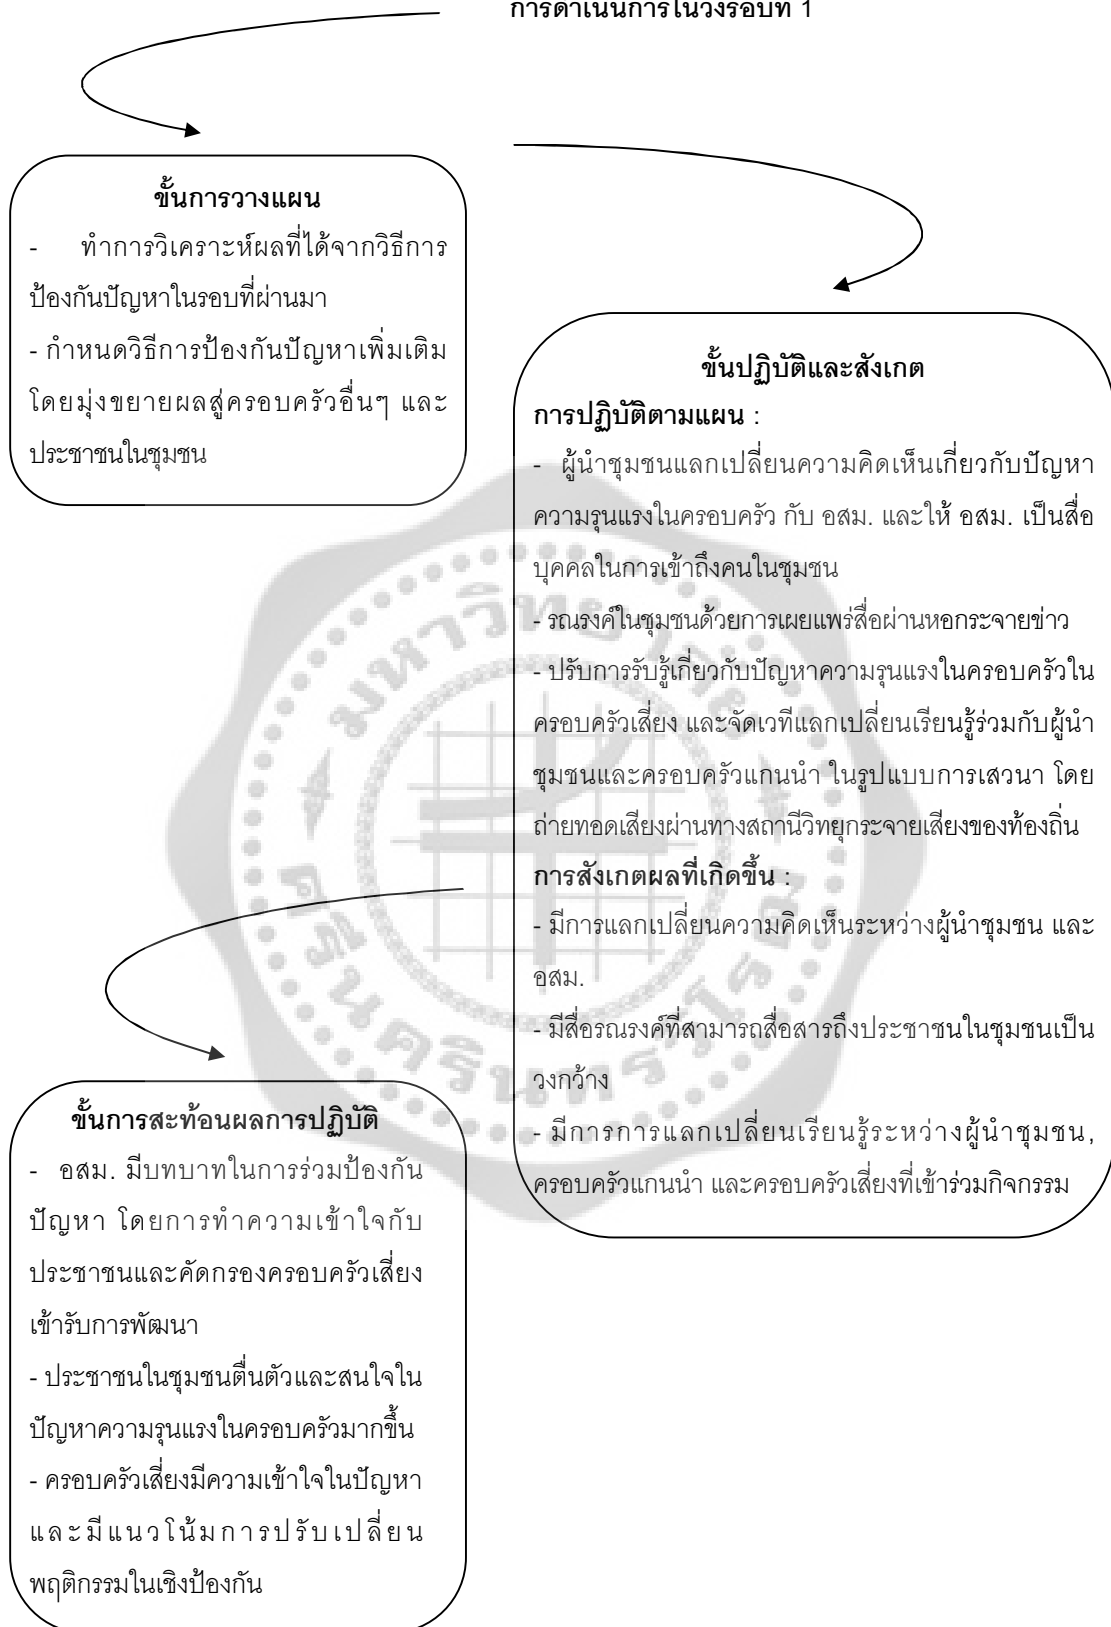 การดำเนินการในวงรอบที่ 1
ขั้นการวางแผน
- ทำการวิเคราะห์ผลที่ได้จากวิธีการ
ป้องกันปัญหาในรอบที่ผ่านมา
- กำหนดวิธีการป้องกันปัญหาเพิ่มเติม
โดยมุ่งขยายผลสู่ครอบครัวอื่นๆ และ
ประชาชนในชุมชน
ขั้นปฏิบัติและสังเกต
การปฏิบัติตามแผน :
- ผู้นำชุมชนแลกเปลี่ยนความคิดเห็นเกี่ยวกับปัญหา
ความรุนแรงในครอบครัว กับ อสม. และให้ อสม. เป็นสื่อ
บุคคลในการเข้าถึงคนในชุมชน
- รณรงค์ในชุมชนด้วยการเผยแพร่สื่อผ่านหอกระจายข่าว
- ปรับการรับรู้เกี่ยวกับปัญหาความรุนแรงในครอบครัวใน
ครอบครัวเสี่ยง และจัดเวทีแลกเปลี่ยนเรียนรู้ร่วมกับผู้นำ
ชุมชนและครอบครัวแกนนำ ในรูปแบบการเสวนา โดย
ถ่ายทอดเสียงผ่านทางสถานีวิทยุกระจายเสียงของท้องถิ่น
การสังเกตผลที่เกิดขึ้น :
- มีการแลกเปลี่ยนความคิดเห็นระหว่างผู้นำชุมชน และ
อสม.
- มีสื่อรณรงค์ที่สามารถสื่อสารถึงประชาชนในชุมชนเป็น
วงกว้าง
- มีการการแลกเปลี่ยนเรียนรู้ระหว่างผู้นำชุมชน,
ครอบครัวแกนนำ และครอบครัวเสี่ยงที่เข้าร่วมกิจกรรม
ขั้นการสะท้อนผลการปฏิบัติ
- อสม. มีบทบาทในการร่วมป้องกัน
ปัญหา โดยการทำความเข้าใจกับ
ประชาชนและคัดกรองครอบครัวเสี่ยง
เข้ารับการพัฒนา
- ประชาชนในชุมชนตื่นตัวและสนใจใน
ปัญหาความรุนแรงในครอบครัวมากขึ้น
- ครอบครัวเสี่ยงมีความเข้าใจในปัญหา
และมีแนวโน้มการปรับเปลี่ยน
พฤติกรรมในเชิงป้องกัน
มหาวิทยาลัย
ศรีนครินทรวิโรฒ